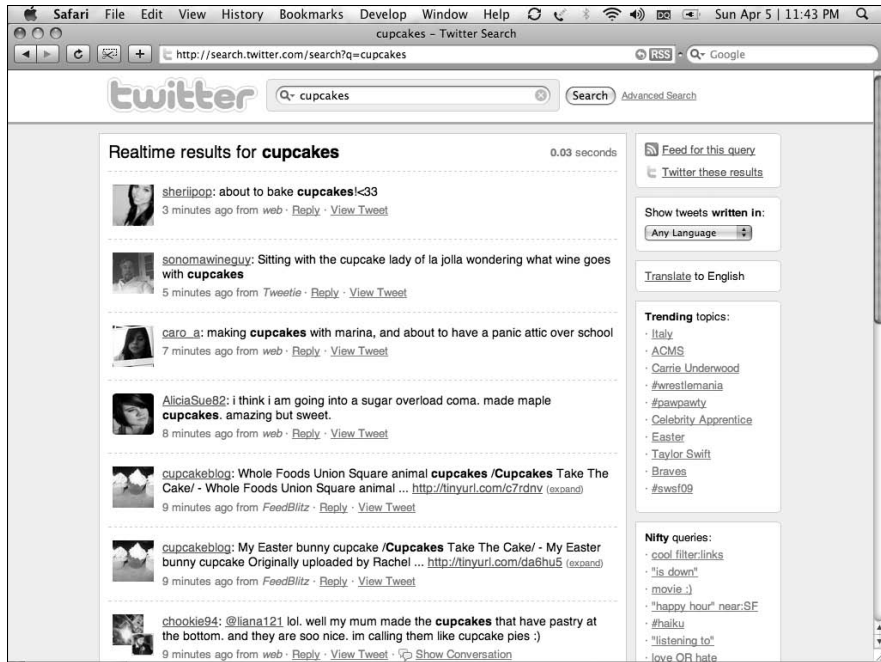 Safari File Edit View History Bookmarks Develop Window Help Sun Apr 5 | 11:43 PM
cupcakes – Twitter Search
http://search.twitter.com/search?q=cupcakes RSS Google
twitter cupcakes Search Advanced Search
Realtime results for cupcakes 0.03 seconds
sheriipop: about to bake cupcakes!<33
3 minutes ago from web · Reply · View Tweet
sonomawineguy: Sitting with the cupcake lady of la jolla wondering what wine goes
with cupcakes
5 minutes ago from Tweetie · Reply · View Tweet
caro_a: making cupcakes with marina, and about to have a panic attic over school
7 minutes ago from web · Reply · View Tweet
AliciaSue82: i think i am going into a sugar overload coma. made maple
cupcakes. amazing but sweet.
8 minutes ago from web · Reply · View Tweet
cupcakeblog: Whole Foods Union Square animal cupcakes /Cupcakes Take The
Cake/ - Whole Foods Union Square animal ... http://tinyurl.com/c7rdnv (expand)
9 minutes ago from FeedBlitz · Reply · View Tweet
cupcakeblog: My Easter bunny cupcake /Cupcakes Take The Cake/ - My Easter
bunny cupcake Originally uploaded by Rachel ... http://tinyurl.com/da6hu5 (expand)
9 minutes ago from FeedBlitz · Reply · View Tweet
chookie94: @liana121 lol. well my mum made the cupcakes that have pastry at
the bottom. and they are soo nice. im calling them like cupcake pies :)
9 minutes ago from web · Reply · View Tweet · Show Conversation
Feed for this query
Twitter these results
Show tweets written in:
Any Language
Translate to English
Trending topics:
· Italy
· ACMS
· Carrie Underwood
· #wrestlemania
· #pawpawty
· Celebrity Apprentice
· Easter
· Taylor Swift
· Braves
· #swsf09
Nifty queries:
· cool filter:links
· "is down"
· movie :)
· "happy hour" near:SF
· #haiku
· "listening to"
· love OR hate